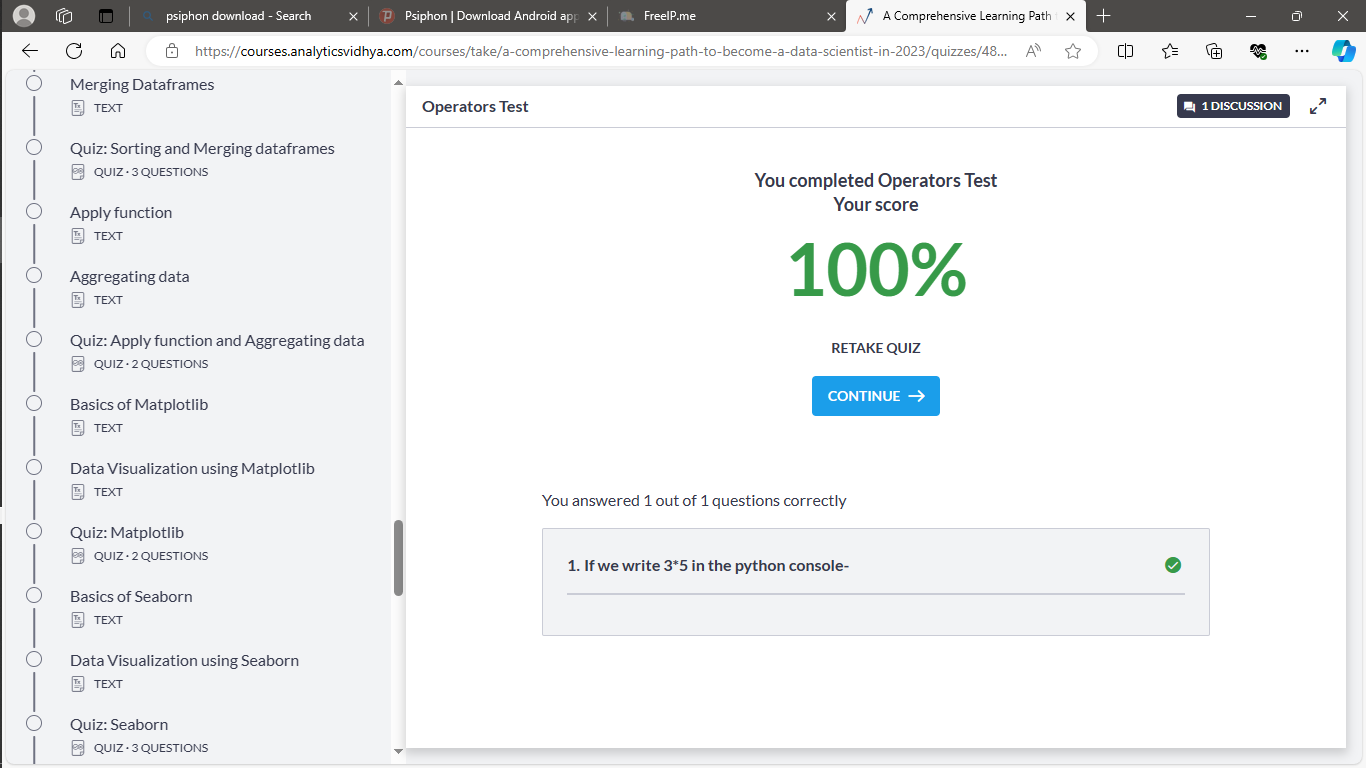 psiphon download - Search
Psiphon | Download Android app
FreeIP.me
A Comprehensive Learning Path
https://courses.analyticsvidhya.com/courses/take/a-comprehensive-learning-path-to-become-a-data-scientist-in-2023/quizzes/48...
Merging Dataframes
TEXT
Quiz: Sorting and Merging dataframes
QUIZ · 3 QUESTIONS
Apply function
TEXT
Aggregating data
TEXT
Quiz: Apply function and Aggregating data
QUIZ · 2 QUESTIONS
Basics of Matplotlib
TEXT
Data Visualization using Matplotlib
TEXT
Quiz: Matplotlib
QUIZ · 2 QUESTIONS
Basics of Seaborn
TEXT
Data Visualization using Seaborn
TEXT
Quiz: Seaborn
QUIZ · 3 QUESTIONS
Operators Test
1 DISCUSSION
You completed Operators Test
Your score
100%
RETAKE QUIZ
CONTINUE →
You answered 1 out of 1 questions correctly
1. If we write 3*5 in the python console-